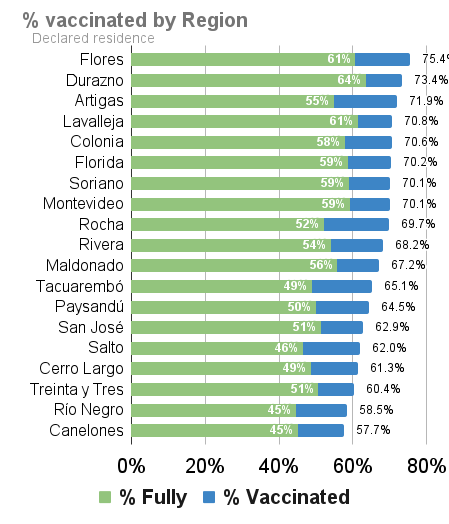 % vaccinated by Region
Declared residence
Flores 61% 75.4%
Durazno 64% 73.4%
Artigas 55% 71.9%
Lavalleja 61% 70.8%
Colonia 58% 70.6%
Florida 59% 70.2%
Soriano 59% 70.1%
Montevideo 59% 70.1%
Rocha 52% 69.7%
Rivera 54% 68.2%
Maldonado 56% 67.2%
Tacuarembó 49% 65.1%
Paysandú 50% 64.5%
San José 51% 62.9%
Salto 46% 62.0%
Cerro Largo 49% 61.3%
Treinta y Tres 51% 60.4%
Río Negro 45% 58.5%
Canelones 45% 57.7%
0% 20% 40% 60% 80%
% Fully % Vaccinated